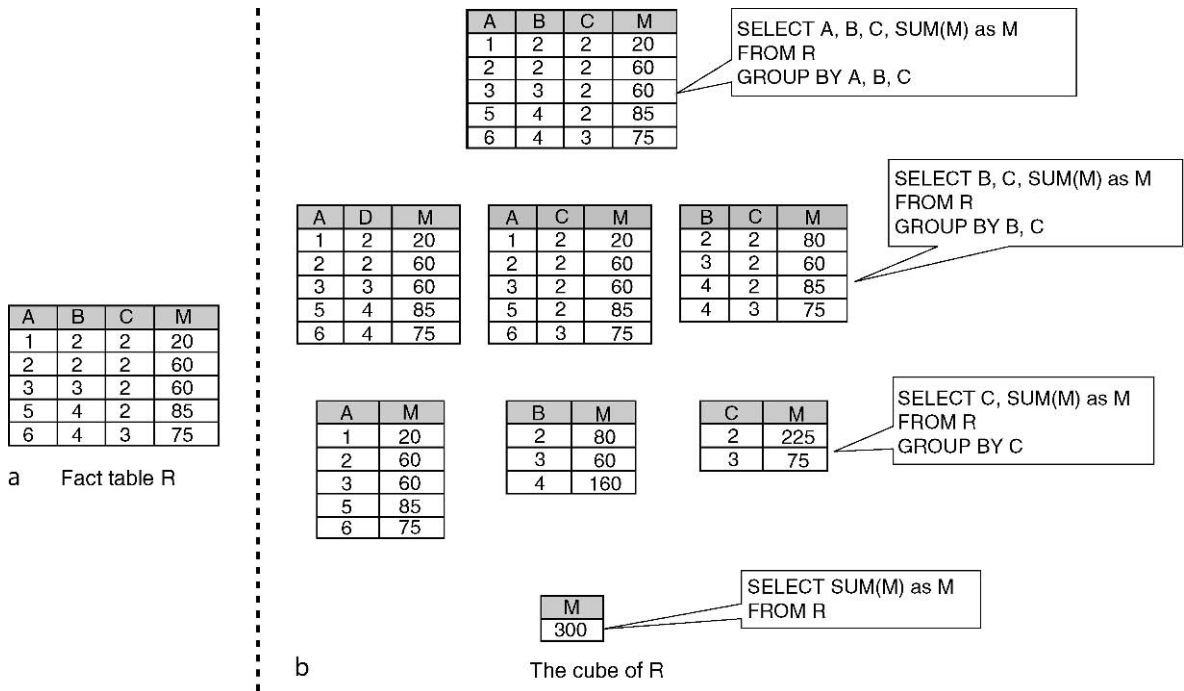 A B C M
1 2 2 20
2 2 2 60
3 3 2 60
5 4 2 85
6 4 3 75
a Fact table R
A B C M
1 2 2 20
2 2 2 60
3 3 2 60
5 4 2 85
6 4 3 75
SELECT A, B, C, SUM(M) as M
FROM R
GROUP BY A, B, C
A D M
1 2 20
2 2 60
3 3 60
5 4 85
6 4 75
A C M
1 2 20
2 2 60
3 2 60
5 2 85
6 3 75
B C M
2 2 80
3 2 60
4 2 85
4 3 75
SELECT B, C, SUM(M) as M
FROM R
GROUP BY B, C
A M
1 20
2 60
3 60
5 85
6 75
B M
2 80
3 60
4 160
C M
2 225
3 75
SELECT C, SUM(M) as M
FROM R
GROUP BY C
M
300
SELECT SUM(M) as M
FROM R
b The cube of R